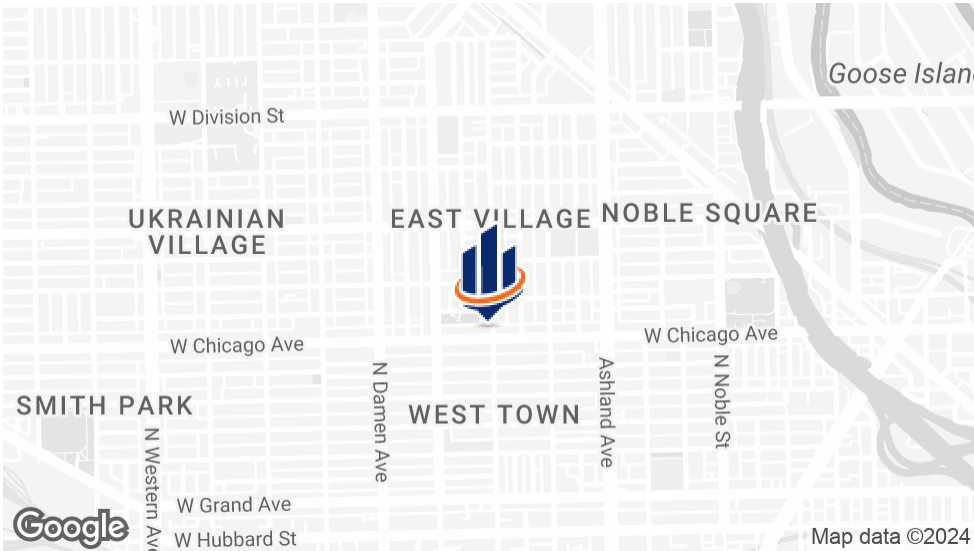 Goose Islan
W Division St
UKRAINIAN
VILLAGE
EAST VILLAGE
NOBLE SQUARE
W Chicago Ave
W Chicago Ave
SMITH PARK
N Western Ave
N Damen Ave
WEST TOWN
Ashland Ave
N Noble St
W Grand Ave
W Hubbard St
Google
Map data ©2024